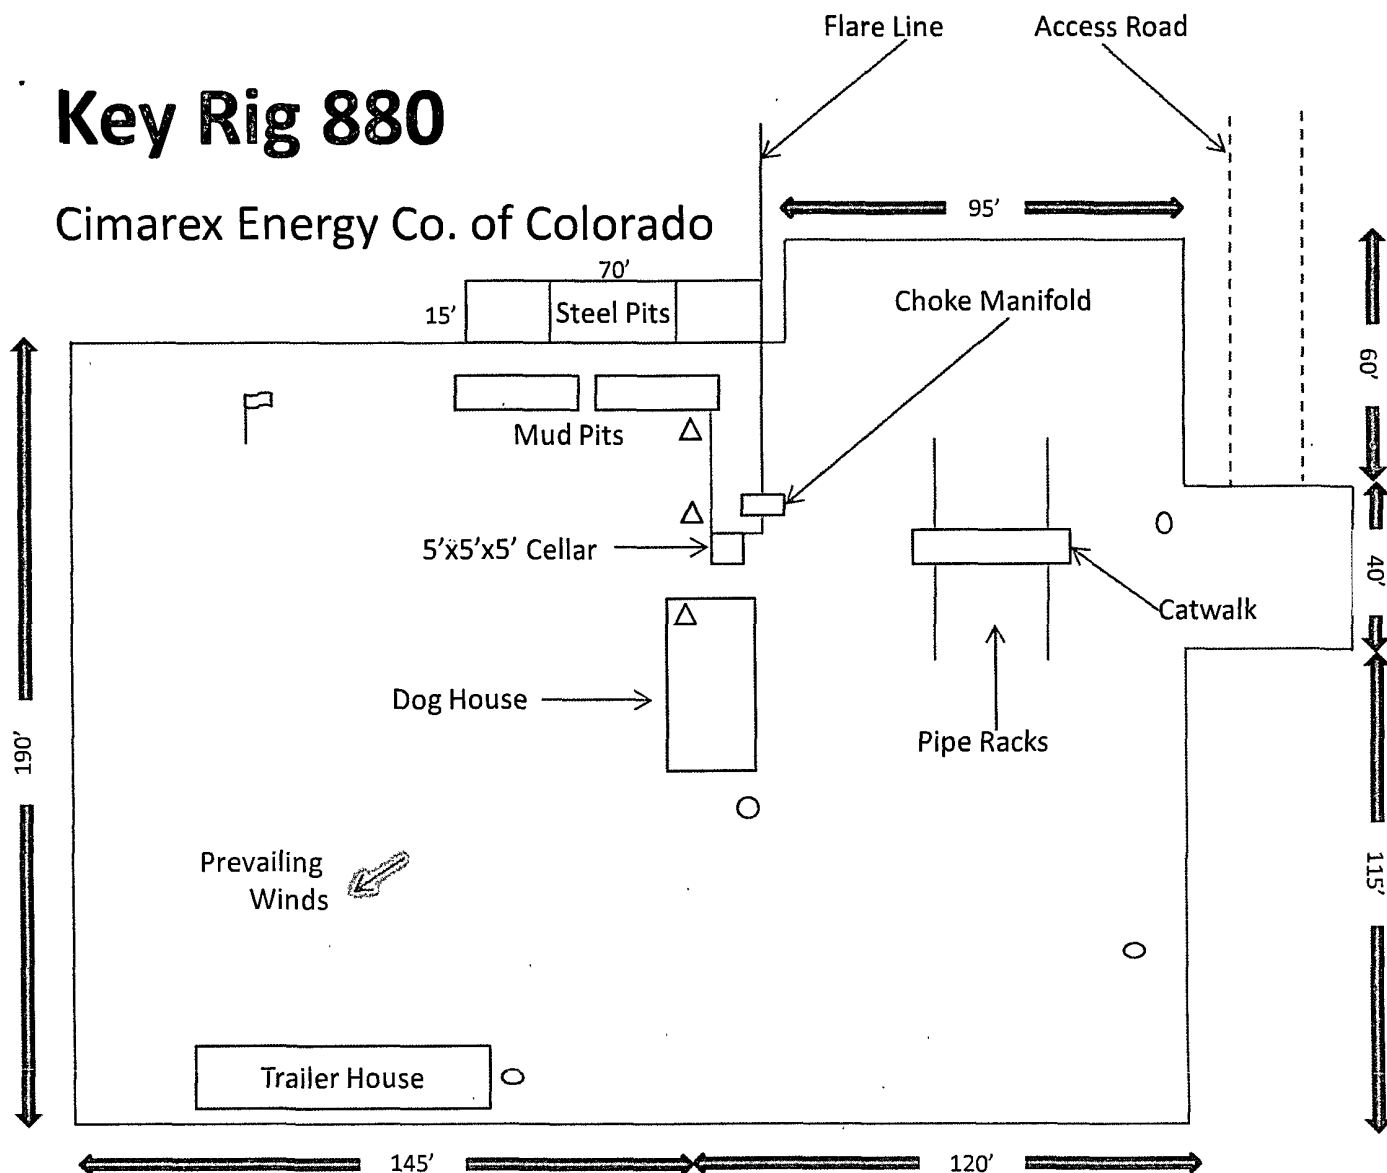 Flare Line
Access Road
Key Rig 880
Cimarex Energy Co. of Colorado
95’
70’
15’
Steel Pits
Choke Manifold
60’
Mud Pits
5’x5’x5’ Cellar
40’
Catwalk
Dog House
Pipe Racks
190’
Prevailing
Winds
115’
Trailer House
145’
120’